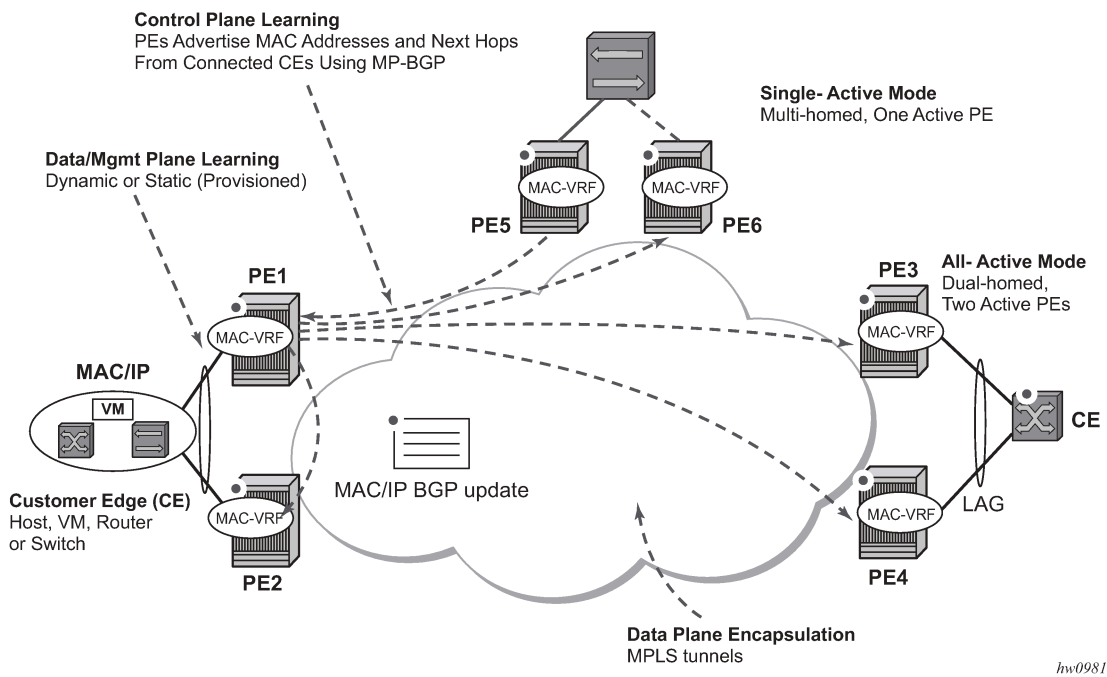 Control Plane Learning
PEs Advertise MAC Addresses and Next Hops
From Connected CEs Using MP-BGP
Single- Active Mode
Multi-homed, One Active PE
Data/Mgmt Plane Learning
Dynamic or Static (Provisioned)
MAC-VRF
MAC-VRF
PE5
PE6
PE1
PE3
All- Active Mode
Dual-homed,
Two Active PEs
MAC-VRF
MAC-VRF
MAC/IP
VM
CE
MAC/IP BGP update
Customer Edge (CE)
Host, VM, Router
or Switch
MAC-VRF
MAC-VRF
LAG
PE2
PE4
Data Plane Encapsulation
MPLS tunnels
hw0981